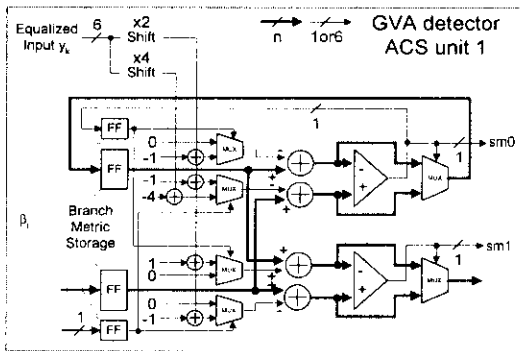 Equalized
Input yk
6
x2
Shift
x4
Shift
n
1or6
GVA detector
ACS unit 1
FF
0
-1
MUX
1
sm0
1
FF
-1
-4
MUX
MUX
βi
Branch
Metric
Storage
1
0
MUX
sm1
1
FF
0
-1
MUX
MUX
1
FF